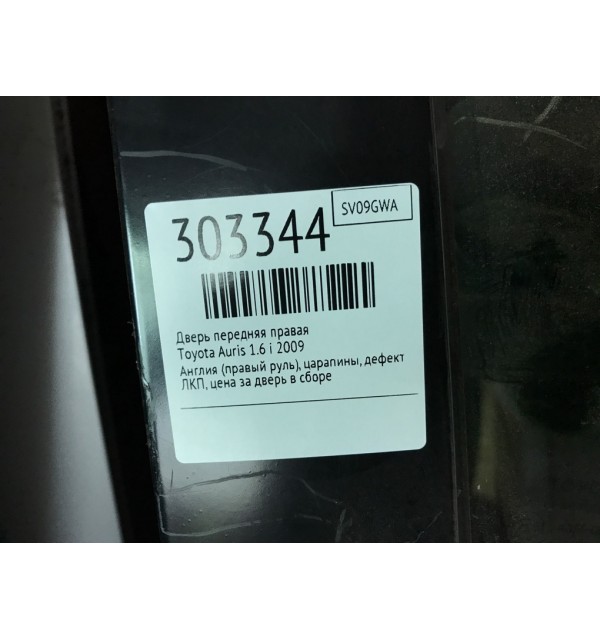 303344
SV09GWA
Дверь передняя правая
Toyota Auris 1.6 i 2009
Англия (правый руль), царапины, дефект
ЛКП, цена за дверь в сборе